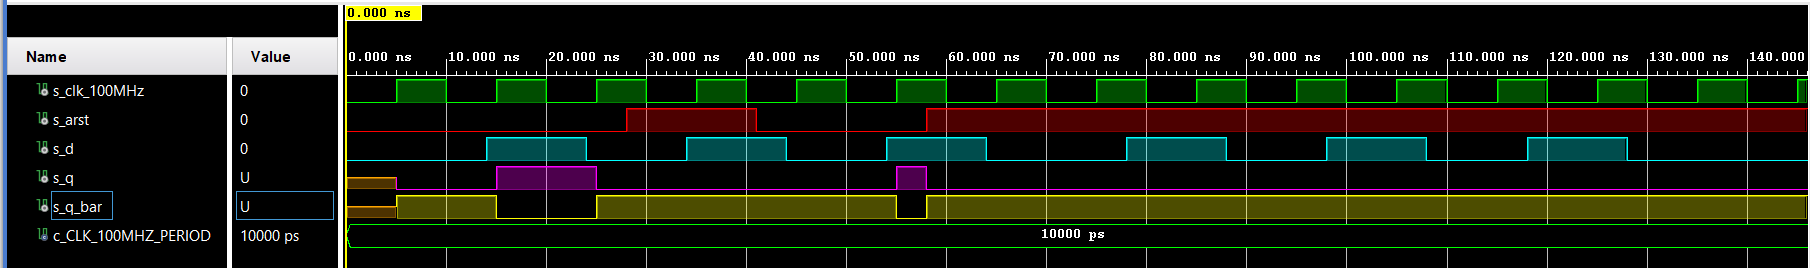 0.000 ns
Name Value
0.000 ns 10.000 ns 20.000 ns 30.000 ns 40.000 ns 50.000 ns 60.000 ns 70.000 ns 80.000 ns 90.000 ns 100.000 ns 110.000 ns 120.000 ns 130.000 ns 140.000
s_clk_100MHz 0
s_arst 0
s_d 0
s_q U
s_q_bar U
c_CLK_100MHZ_PERIOD 10000 ps 10000 ps